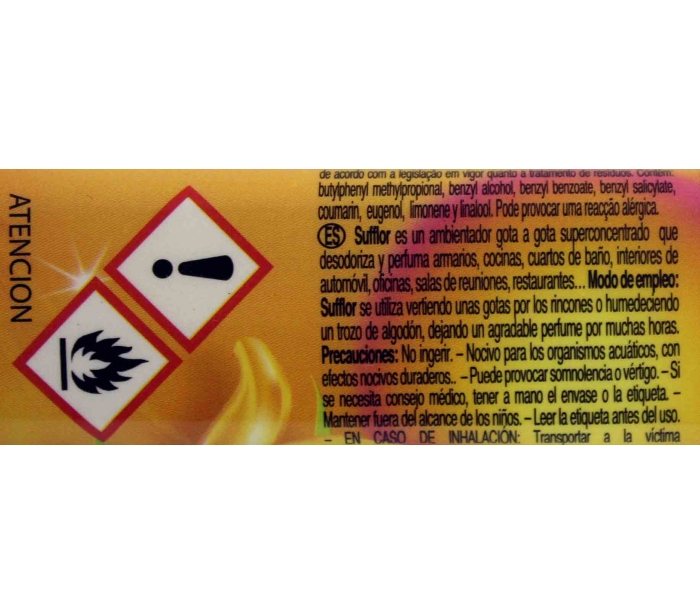 ATENCION
de acordo com a legislação em vigor quanto a tratamento de resíduos. Contém:
butylphenyl methylpropional, benzyl alcohol, benzyl benzoate, benzyl salicylate,
coumarin, eugenol, limonene y linalool. Pode provocar uma reacção alérgica.
ES Sufflor es un ambientador gota a gota superconcentrado que
desodoriza y perfuma armarios, cocinas, cuartos de baño, interiores de
automóvil, oficinas, salas de reuniones, restaurantes... Modo de empleo:
Sufflor se utiliza vertiendo unas gotas por los rincones o humedeciendo
un trozo de algodón, dejando un agradable perfume por muchas horas.
Precauciones: No ingerir. – Nocivo para los organismos acuáticos, con
efectos nocivos duraderos.. – Puede provocar somnolencia o vértigo. – Si
se necesita consejo médico, tener a mano el envase o la etiqueta. –
Mantener fuera del alcance de los niños. – Leer la etiqueta antes del uso.
– EN CASO DE INHALACIÓN: Transportar a la víctima